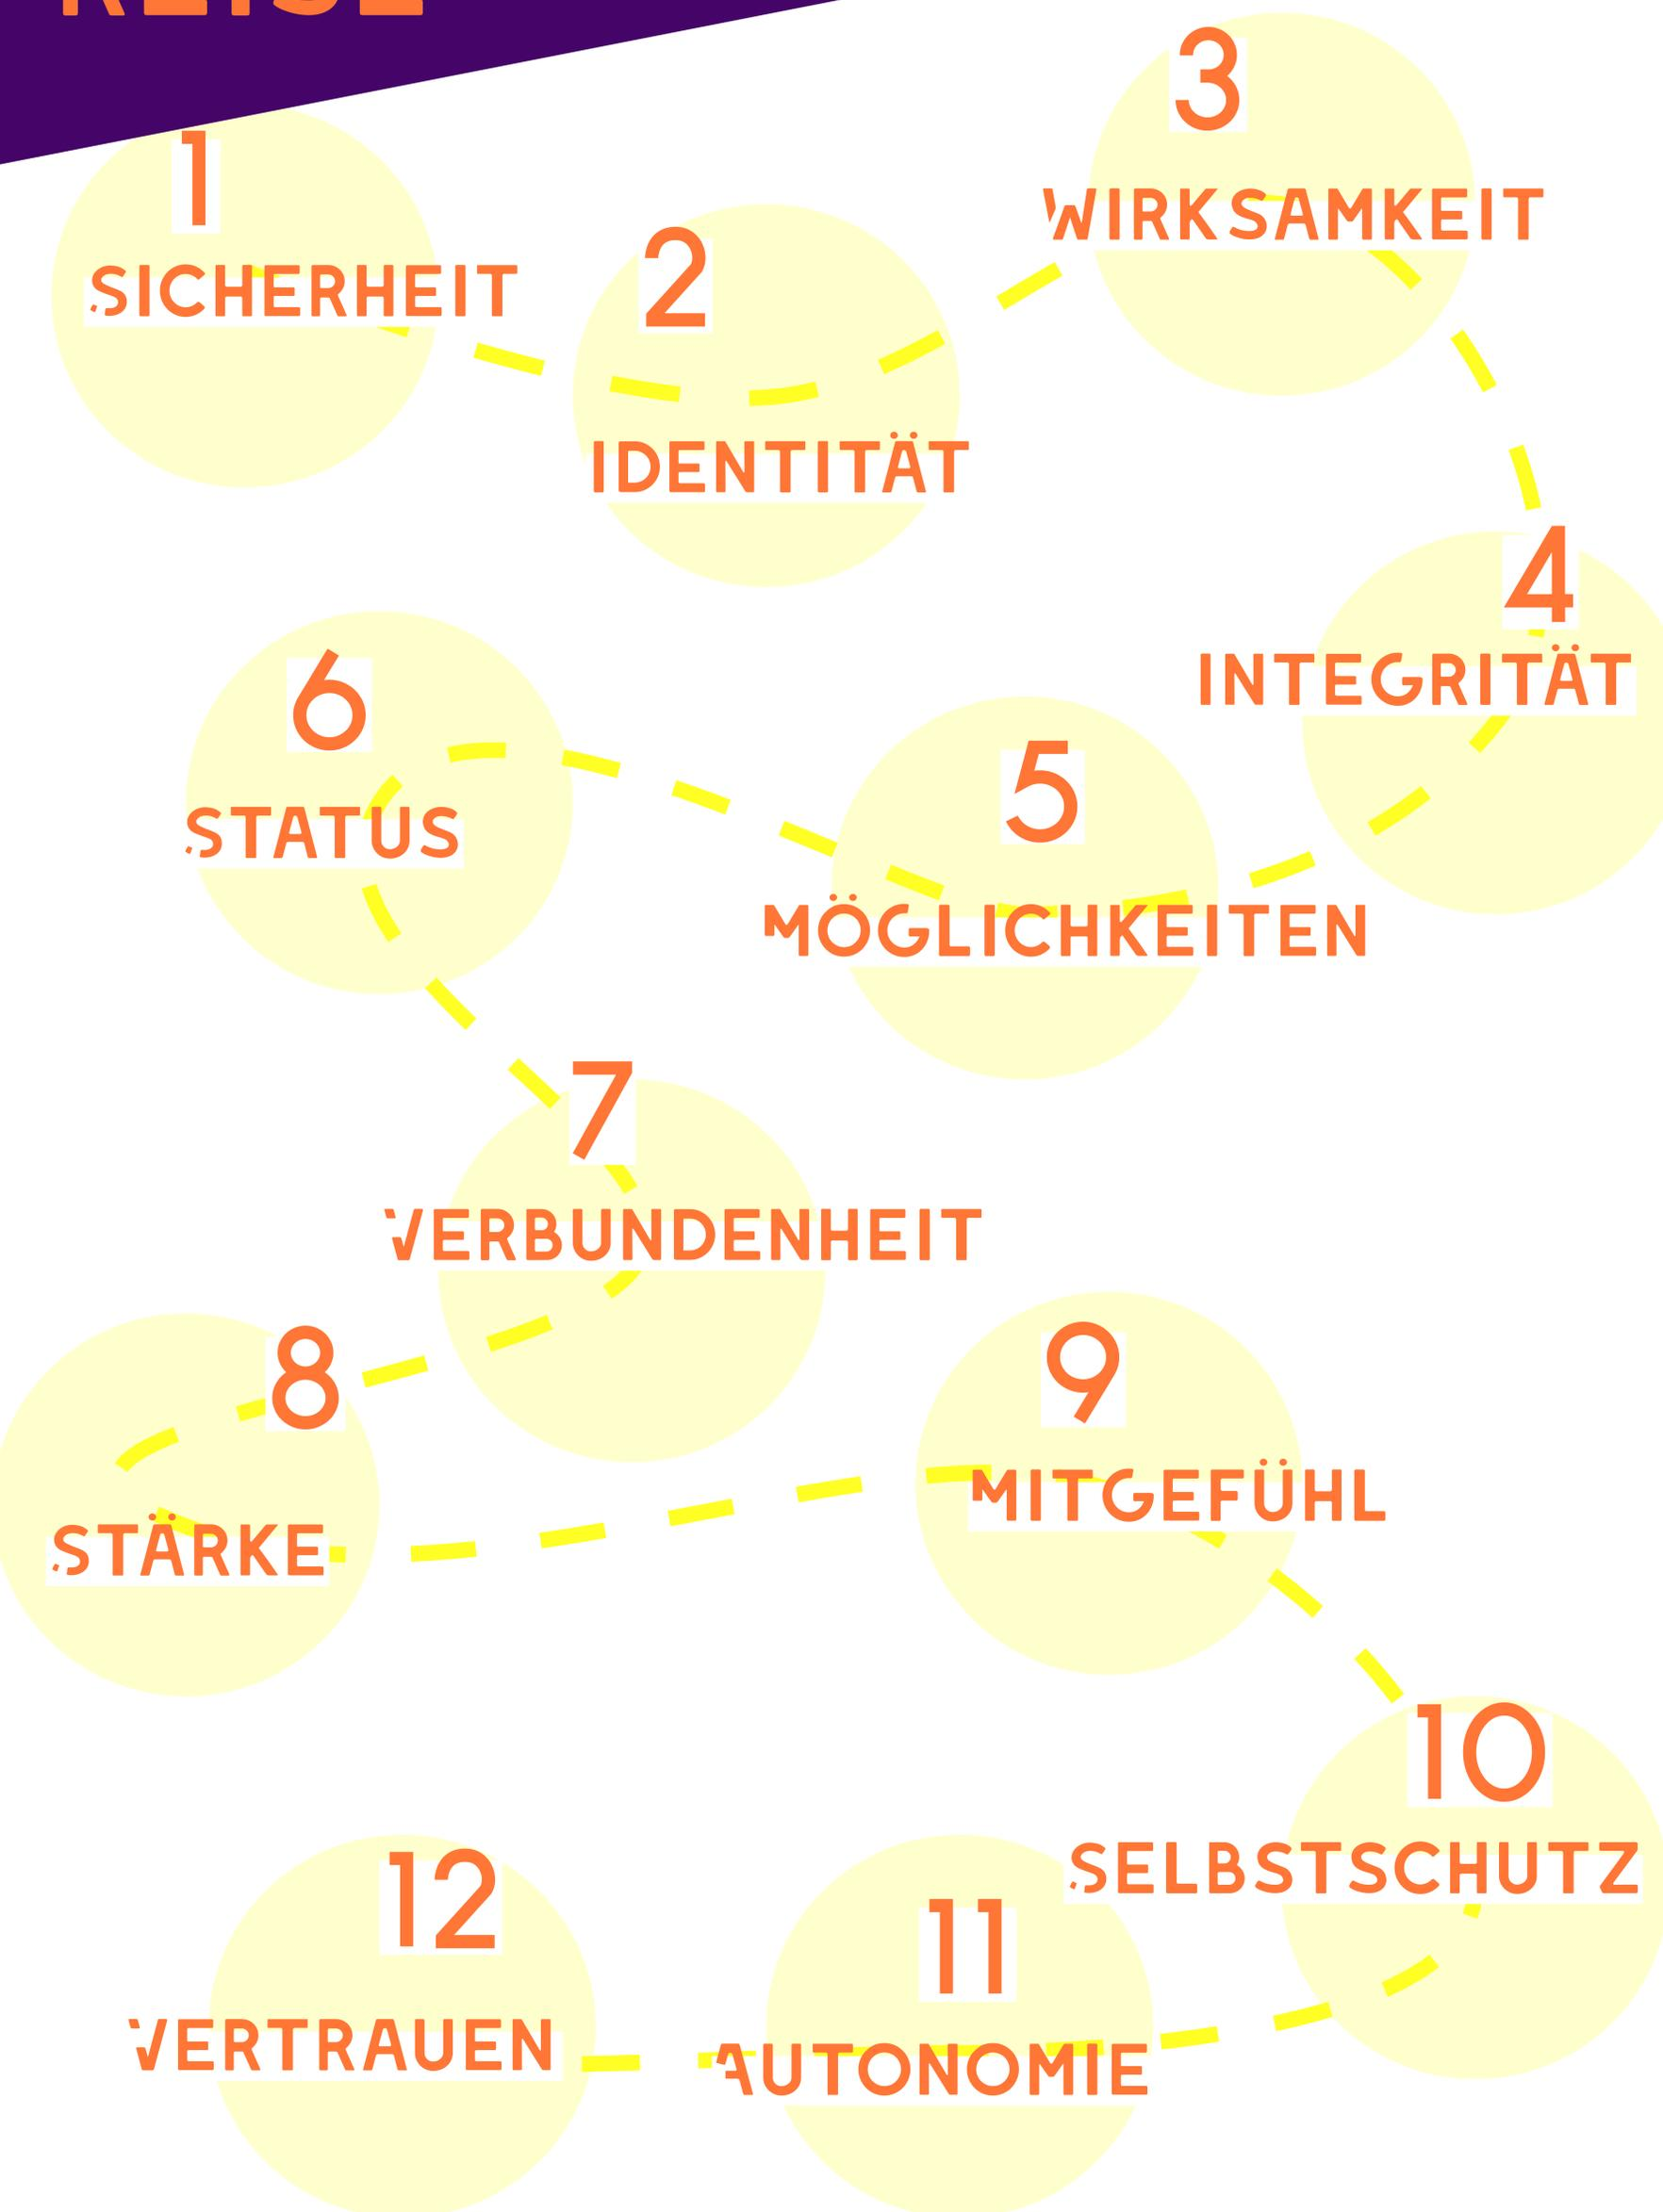 REISE
1
SICHERHEIT
2
IDENTITÄT
3
WIRKSAMKEIT
4
INTEGRITÄT
5
MÖGLICHKEITEN
6
STATUS
7
VERBUNDENHEIT
8
STÄRKE
9
MITGEFÜHL
10
SELBSTSCHUTZ
11
AUTONOMIE
12
VERTRAUEN